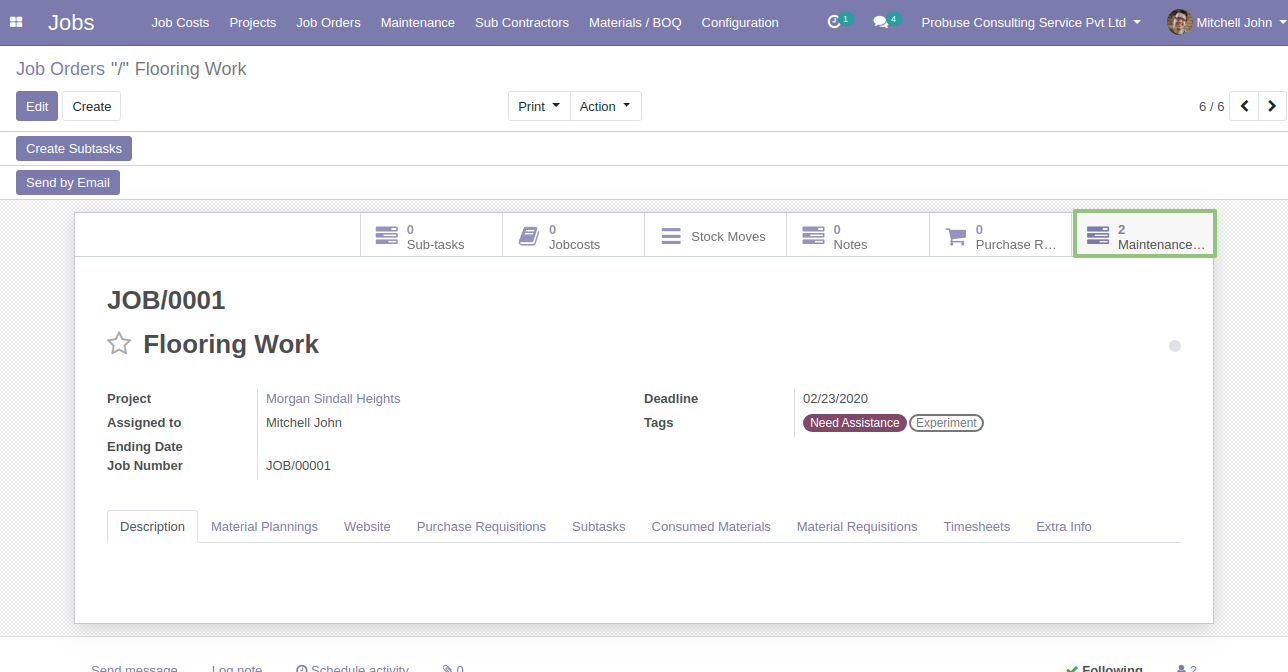 Jobs Job Costs Projects Job Orders Maintenance Sub Contractors Materials / BOQ Configuration 1 4 Probuse Consulting Service Pvt Ltd Mitchell John
Job Orders "/" Flooring Work
Edit Create Print Action 6 / 6
Create Subtasks
Send by Email
0 Sub-tasks
0 Jobcosts
Stock Moves
0 Notes
0 Purchase R…
2 Maintenance…
JOB/0001
Flooring Work
Project Morgan Sindall Heights
Assigned to Mitchell John
Ending Date
Job Number JOB/00001
Deadline 02/23/2020
Tags Need Assistance Experiment
Description Material Plannings Website Purchase Requisitions Subtasks Consumed Materials Material Requisitions Timesheets Extra Info
Send message Log note Schedule activity 0 Following 2